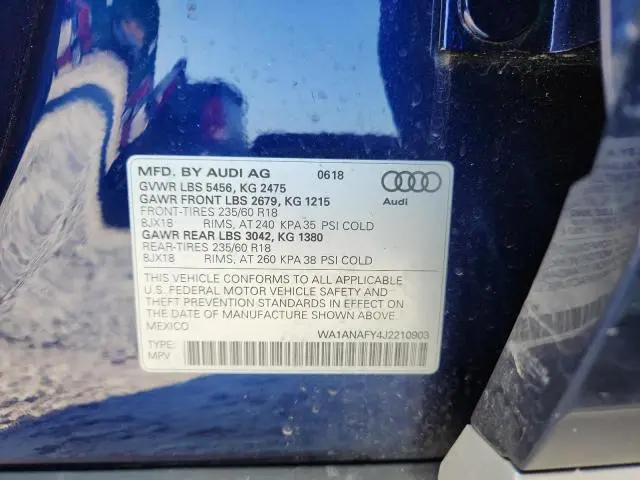 MFD. BY AUDI AG 0618
GVWR LBS 5456, KG 2475
GAWR FRONT LBS 2679, KG 1215
FRONT-TIRES 235/60 R18
8JX18 RIMS, AT 240 KPA 35 PSI COLD
GAWR REAR LBS 3042, KG 1380
REAR-TIRES 235/60 R18
8JX18 RIMS, AT 260 KPA 38 PSI COLD
Audi
THIS VEHICLE CONFORMS TO ALL APPLICABLE
U.S. FEDERAL MOTOR VEHICLE SAFETY AND
THEFT PREVENTION STANDARDS IN EFFECT ON
THE DATE OF MANUFACTURE SHOWN ABOVE.
MEXICO
WA1ANAFY4J2210903
TYPE:
MPV